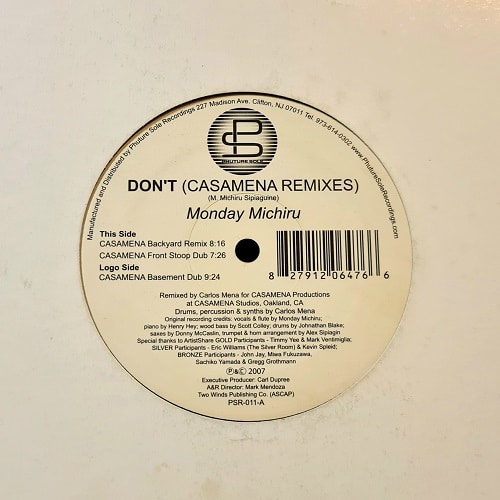 Manufactured and Distributed by Phuture Sole Recordings 227 Madison Ave. Clifton, NJ 07011 Tel. 973-614-0302 www.PhutureSoleRecordings.com
PHUTURE SOLE
DON'T (CASAMENA REMIXES)
(M. Michiru Sipiaguine)
Monday Michiru
This Side
CASAMENA Backyard Remix 8:16
CASAMENA Front Stoop Dub 7:26
Logo Side
CASAMENA Basement Dub 9:24
8 27912 06476 6
Remixed by Carlos Mena for CASAMENA Productions
at CASAMENA Studios, Oakland, CA
Drums, percussion & synths by Carlos Mena
Original recording credits: vocals & flute by Monday Michiru;
piano by Henry Hey; wood bass by Scott Colley; drums by Johnathan Blake;
saxes by Donny McCaslin, trumpet & horn arrangement by Alex Sipiagin
Special thanks to ArtistShare GOLD Participants - Timmy Yee & Mark Ventimiglia;
SILVER Participants - Eric Williams (The Silver Room) & Kevin Spleid;
BRONZE Participants - John Jay, Miwa Fukuzawa,
Sachiko Yamada & Gregg Grothmann
℗&© 2007
Executive Producer: Carl Dupree
A&R Director: Mark Mendoza
Two Winds Publishing Co. (ASCAP)
PSR-011-A